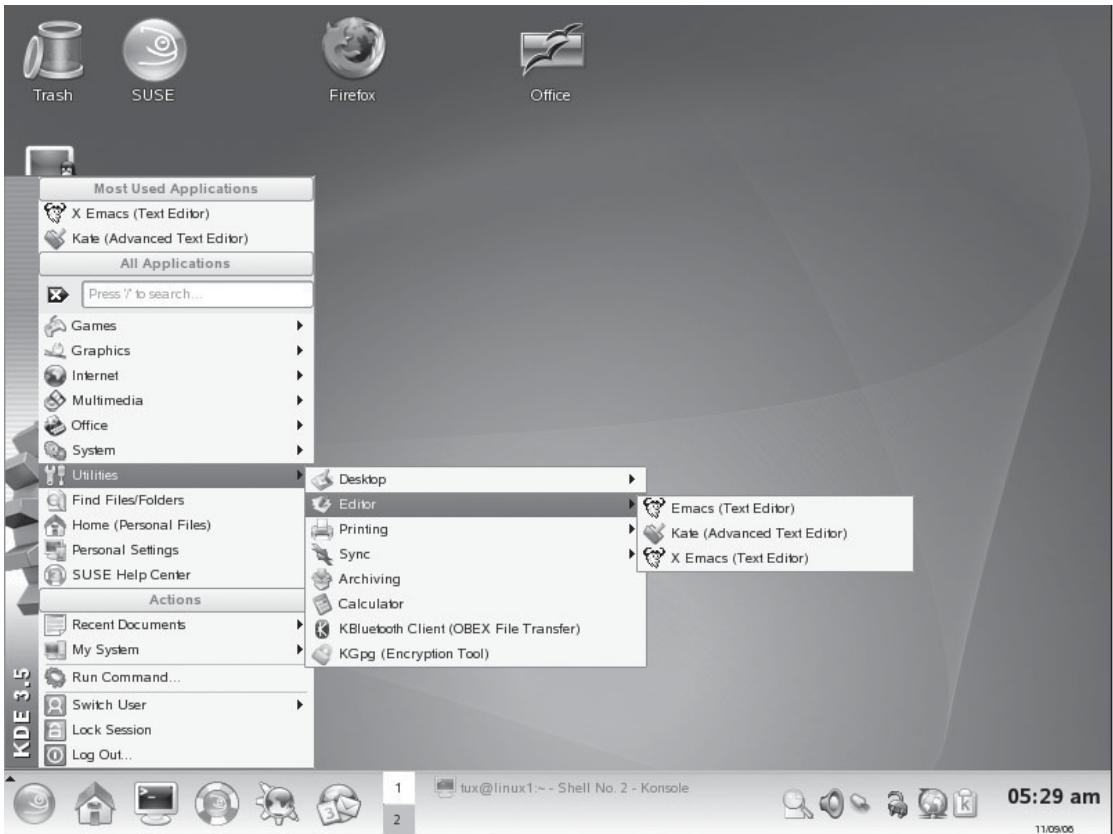 Trash
SUSE
Firefox
Office
Most Used Applications
X Emacs (Text Editor)
Kate (Advanced Text Editor)
All Applications
Press '/' to search...
Games
Graphics
Internet
Multimedia
Office
System
Utilities
Find Files/Folders
Home (Personal Files)
Personal Settings
SUSE Help Center
Actions
Recent Documents
My System
Run Command...
Switch User
Lock Session
Log Out...
KDE 3.5
Desktop
Editor
Printing
Sync
Archiving
Calculator
KBluetooth Client (OBEX File Transfer)
KGpg (Encryption Tool)
Emacs (Text Editor)
Kate (Advanced Text Editor)
X Emacs (Text Editor)
1
2
tux@linux1:~ - Shell No. 2 - Konsole
05:29 am
11/09/06